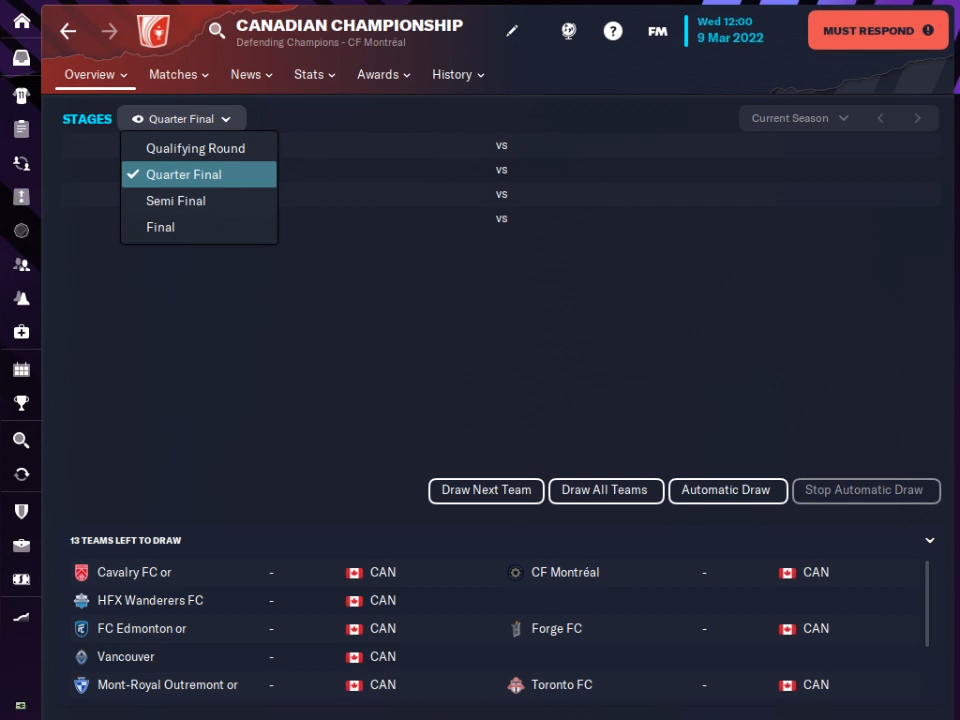 CANADIAN CHAMPIONSHIP
Defending Champions - CF Montréal
FM
Wed 12:00
9 Mar 2022
MUST RESPOND
Overview Matches News Stats Awards History
STAGES Quarter Final Current Season
Qualifying Round
Quarter Final
Semi Final
Final
vs
vs
vs
vs
Draw Next Team Draw All Teams Automatic Draw Stop Automatic Draw
13 TEAMS LEFT TO DRAW
Cavalry FC or - CAN CF Montréal - CAN
HFX Wanderers FC - CAN
FC Edmonton or - CAN Forge FC - CAN
Vancouver - CAN
Mont-Royal Outremont or - CAN Toronto FC - CAN